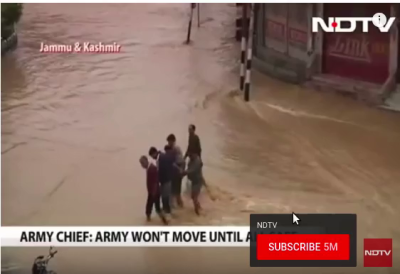 NDTV
Jammu & Kashmir
ARMY CHIEF: ARMY WON'T MOVE UNTIL
NDTV
SUBSCRIBE 5M
NDTV